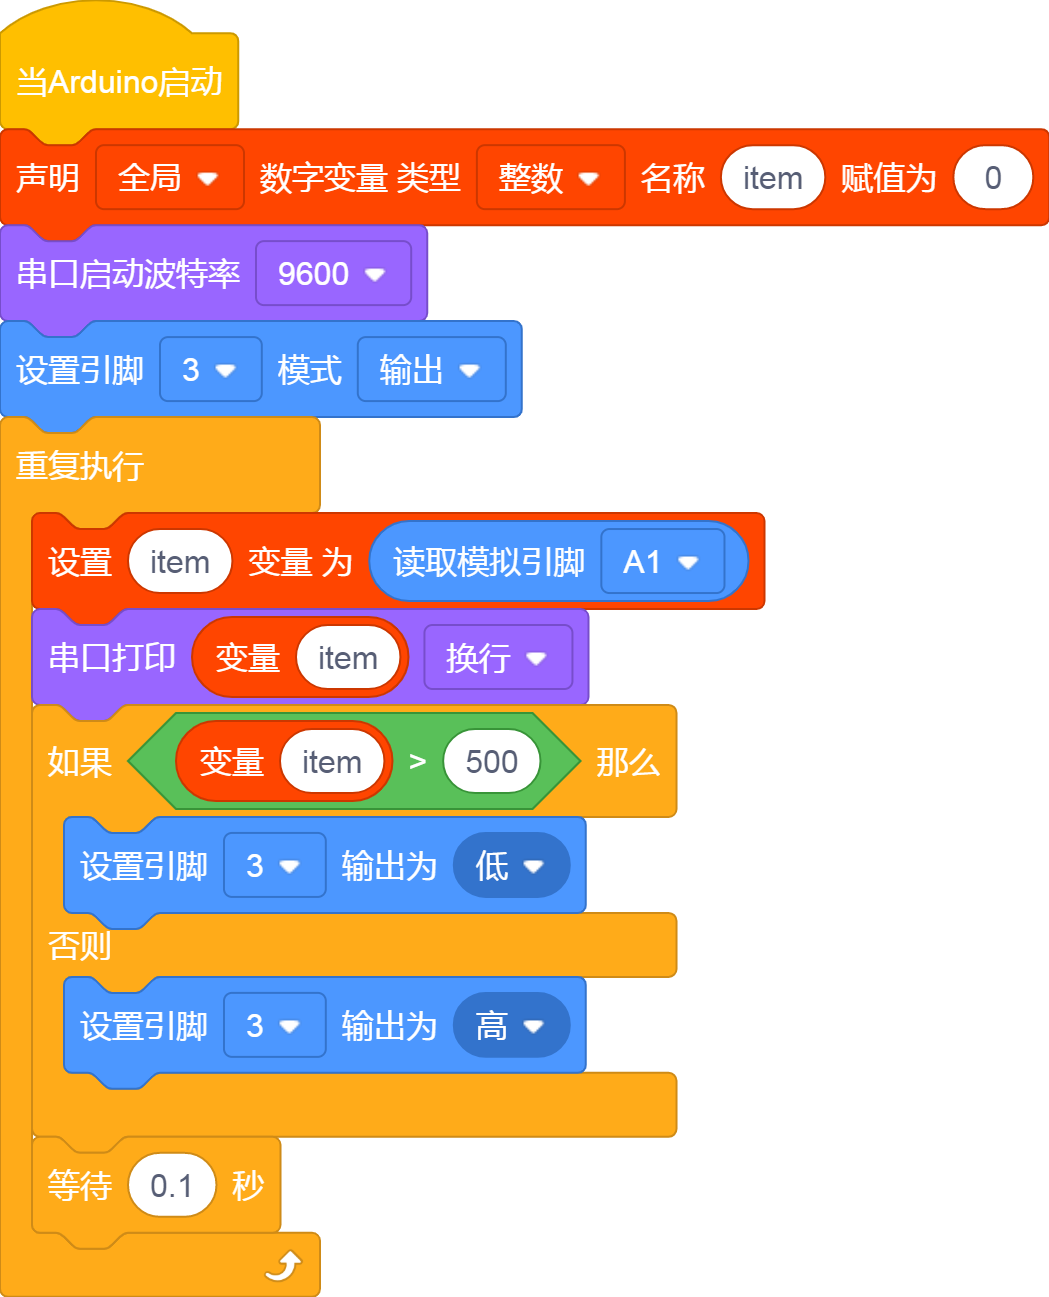 当Arduino启动
声明 全局 数字变量 类型 整数 名称 item 赋值为 0
串口启动波特率 9600
设置引脚 3 模式 输出
重复执行
设置 item 变量 为 读取模拟引脚 A1
串口打印 变量 item 换行
如果 变量 item > 500 那么
设置引脚 3 输出为 低
否则
设置引脚 3 输出为 高
等待 0.1 秒